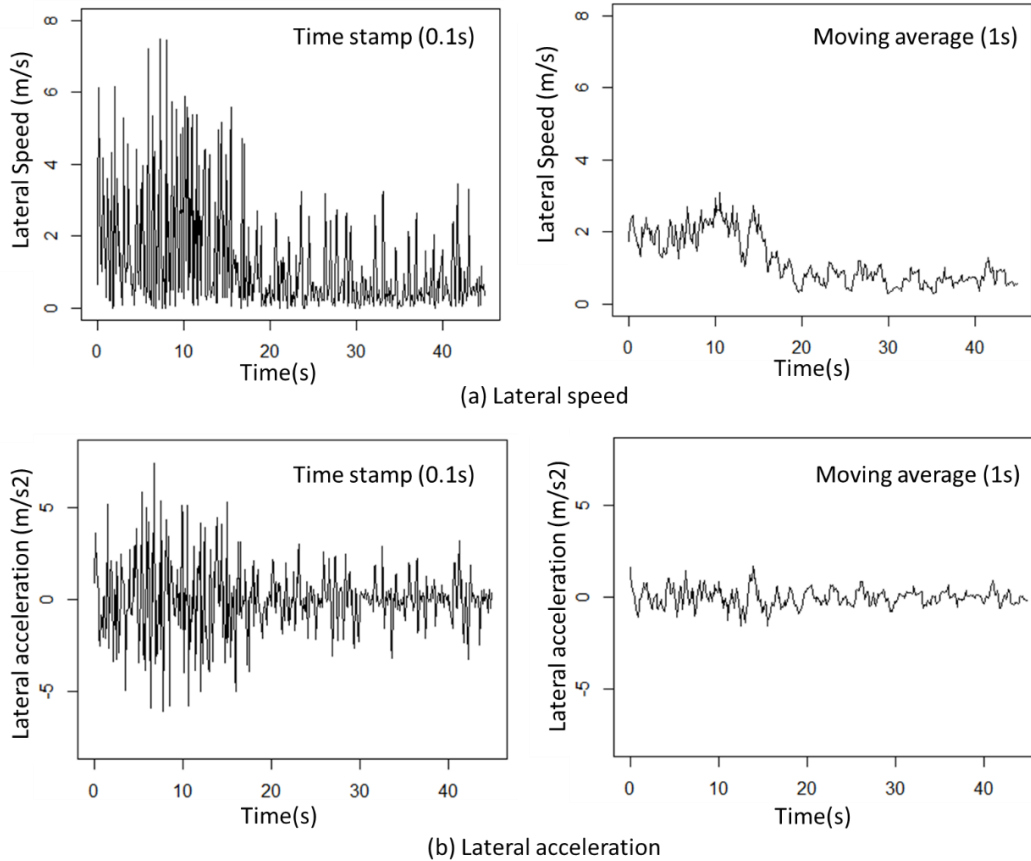 Time stamp (0.1s)
Lateral Speed (m/s)
8
6
4
2
0
0 10 20 30 40
Time(s)
Moving average (1s)
Lateral Speed (m/s)
8
6
4
2
0
0 10 20 30 40
Time(s)
(a) Lateral speed
Time stamp (0.1s)
Lateral acceleration (m/s2)
5
0
-5
0 10 20 30 40
Time(s)
Moving average (1s)
Lateral acceleration (m/s2)
5
0
-5
0 10 20 30 40
Time(s)
(b) Lateral acceleration